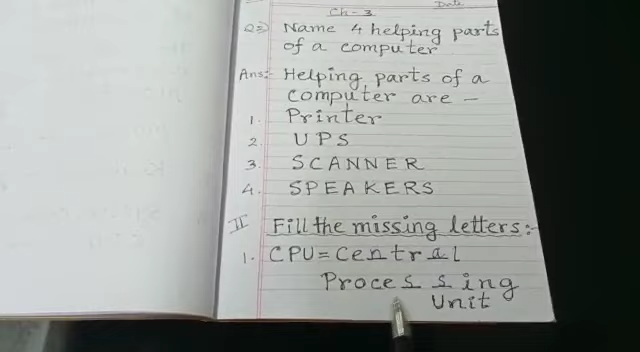 Ch-3
Date
Q3) Name 4 helping parts
of a computer
Ans:- Helping parts of a
computer are -
1. Printer
2. UPS
3. SCANNER
4. SPEAKERS
II Fill the missing letters:-
1. CPU = Central
Processing
Unit